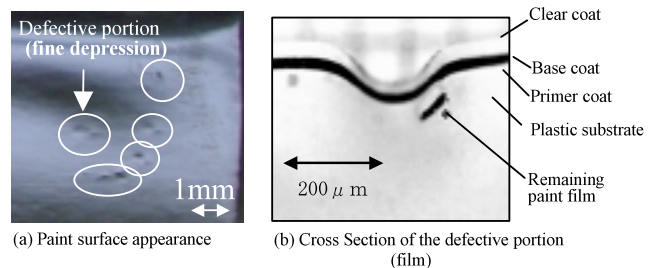 Defective portion
(fine depression)
1mm
(a) Paint surface appearance
Clear coat
Base coat
Primer coat
Plastic substrate
Remaining
paint film
200μm
(b) Cross Section of the defective portion
(film)